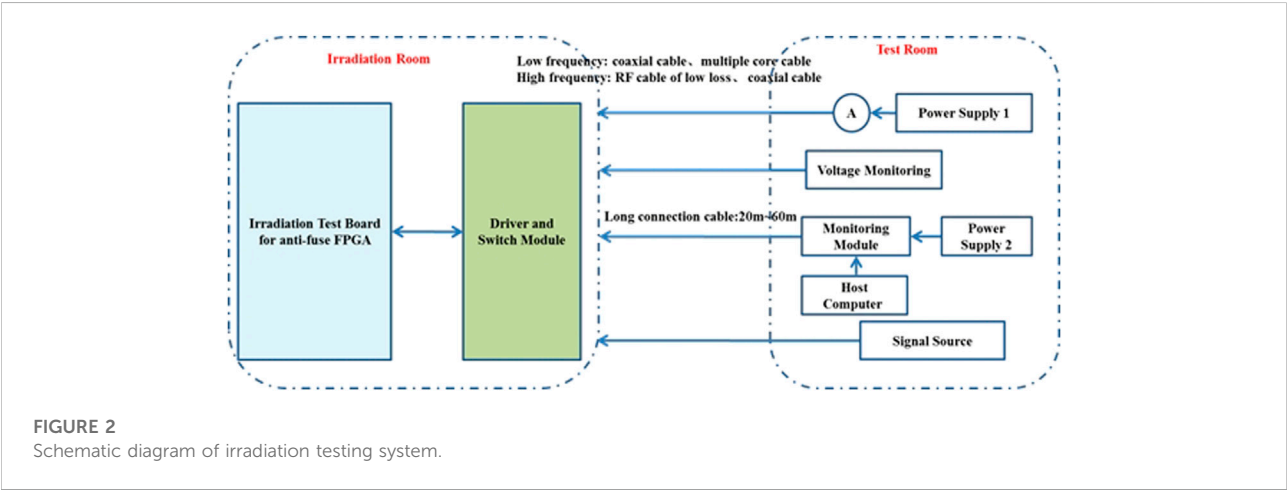 Irradiation Room
Test Room
Low frequency: coaxial cable、multiple core cable
High frequency: RF cable of low loss、coaxial cable
A
Power Supply 1
Voltage Monitoring
Irradiation Test Board
for anti-fuse FPGA
Driver and
Switch Module
Long connection cable:20m~60m
Monitoring
Module
Power
Supply 2
Host
Computer
Signal Source
FIGURE 2
Schematic diagram of irradiation testing system.